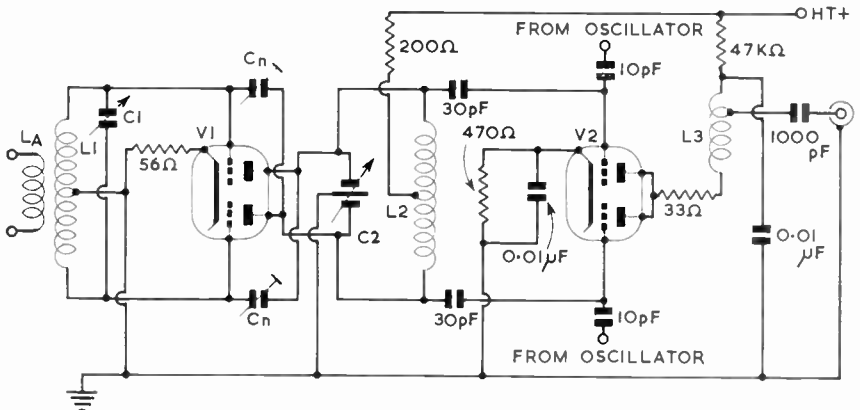 HT+
FROM OSCILLATOR
200Ω
47KΩ
Cn
10pF
30pF
C1
470Ω
V2
LA
L1
V1
L3
1000
pF
56Ω
L2
33Ω
C2
0·01μF
0·01
μF
Cn
30pF
10pF
FROM OSCILLATOR